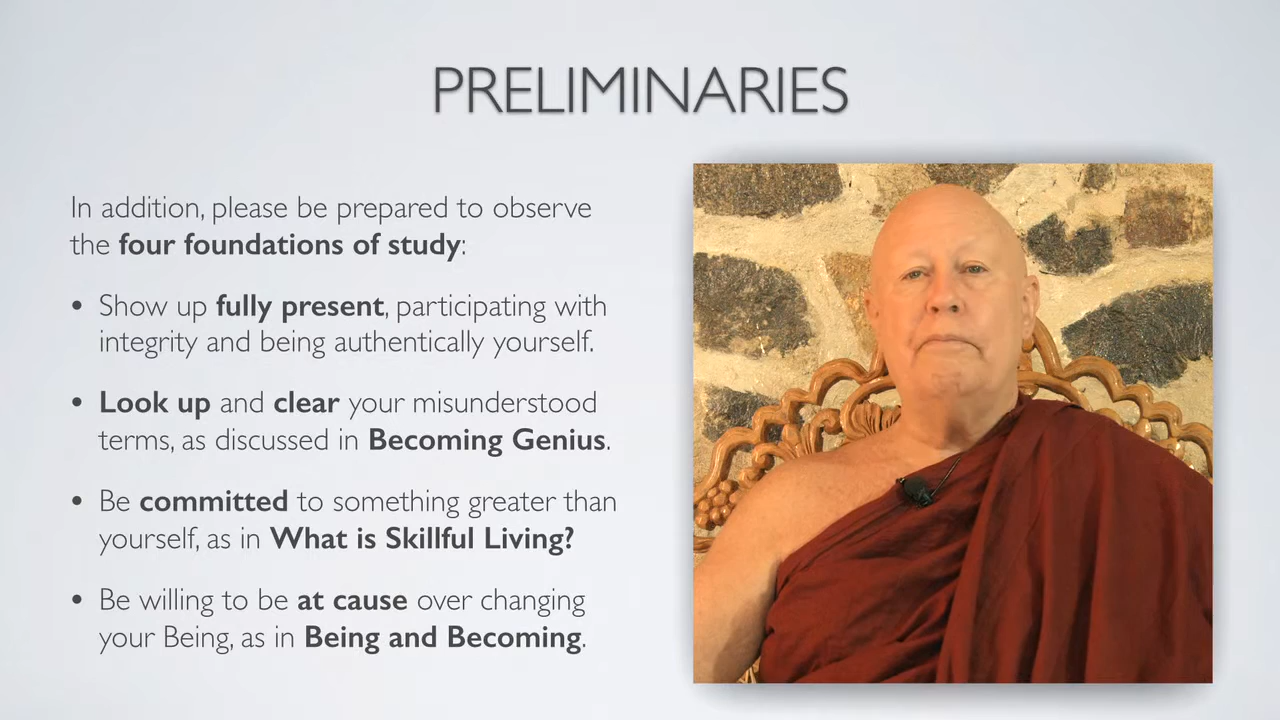 PRELIMINARIES
In addition, please be prepared to observe
the four foundations of study:
• Show up fully present, participating with
integrity and being authentically yourself.
• Look up and clear your misunderstood
terms, as discussed in Becoming Genius.
• Be committed to something greater than
yourself, as in What is Skillful Living?
• Be willing to be at cause over changing
your Being, as in Being and Becoming.